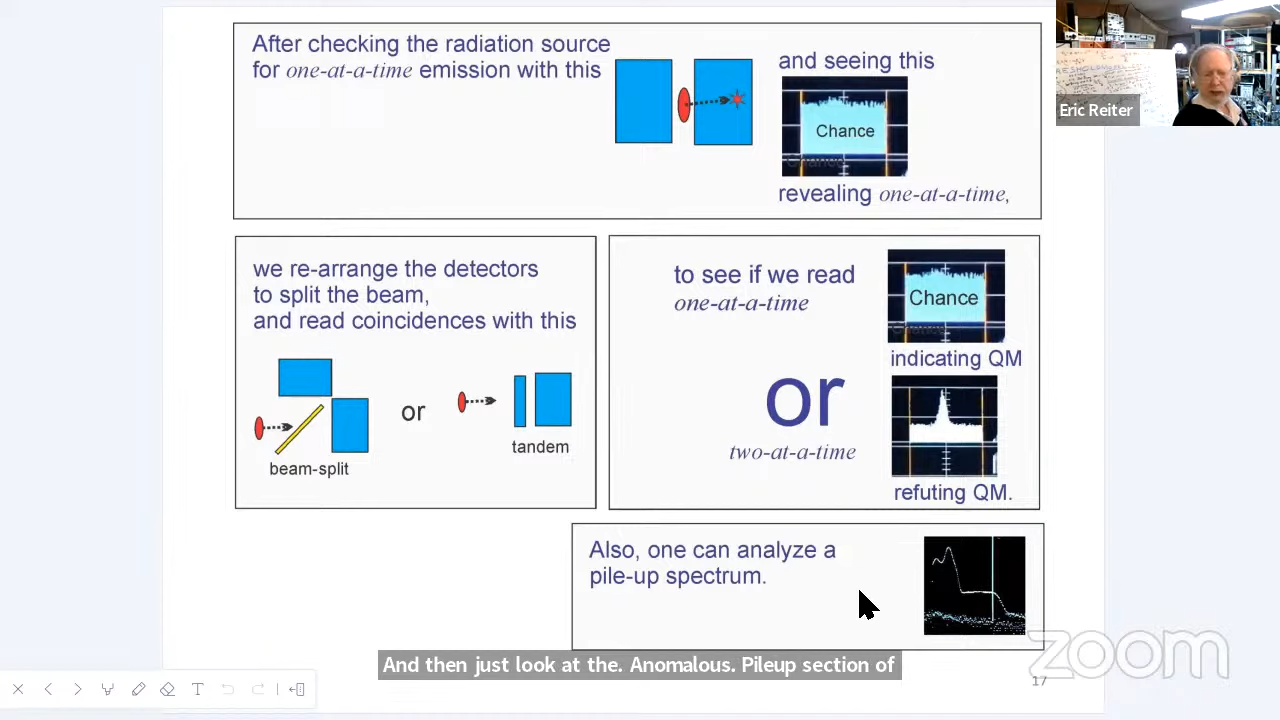 After checking the radiation source
for one-at-a-time emission with this
and seeing this
Chance
Chance
revealing one-at-a-time,
Eric Reiter
we re-arrange the detectors
to split the beam,
and read coincidences with this
or
beam-split
tandem
to see if we read
one-at-a-time
Chance
Chance
indicating QM
or
two-at-a-time
refuting QM.
Also, one can analyze a
pile-up spectrum.
And then just look at the. Anomalous. Pileup section of
zoom
17
T